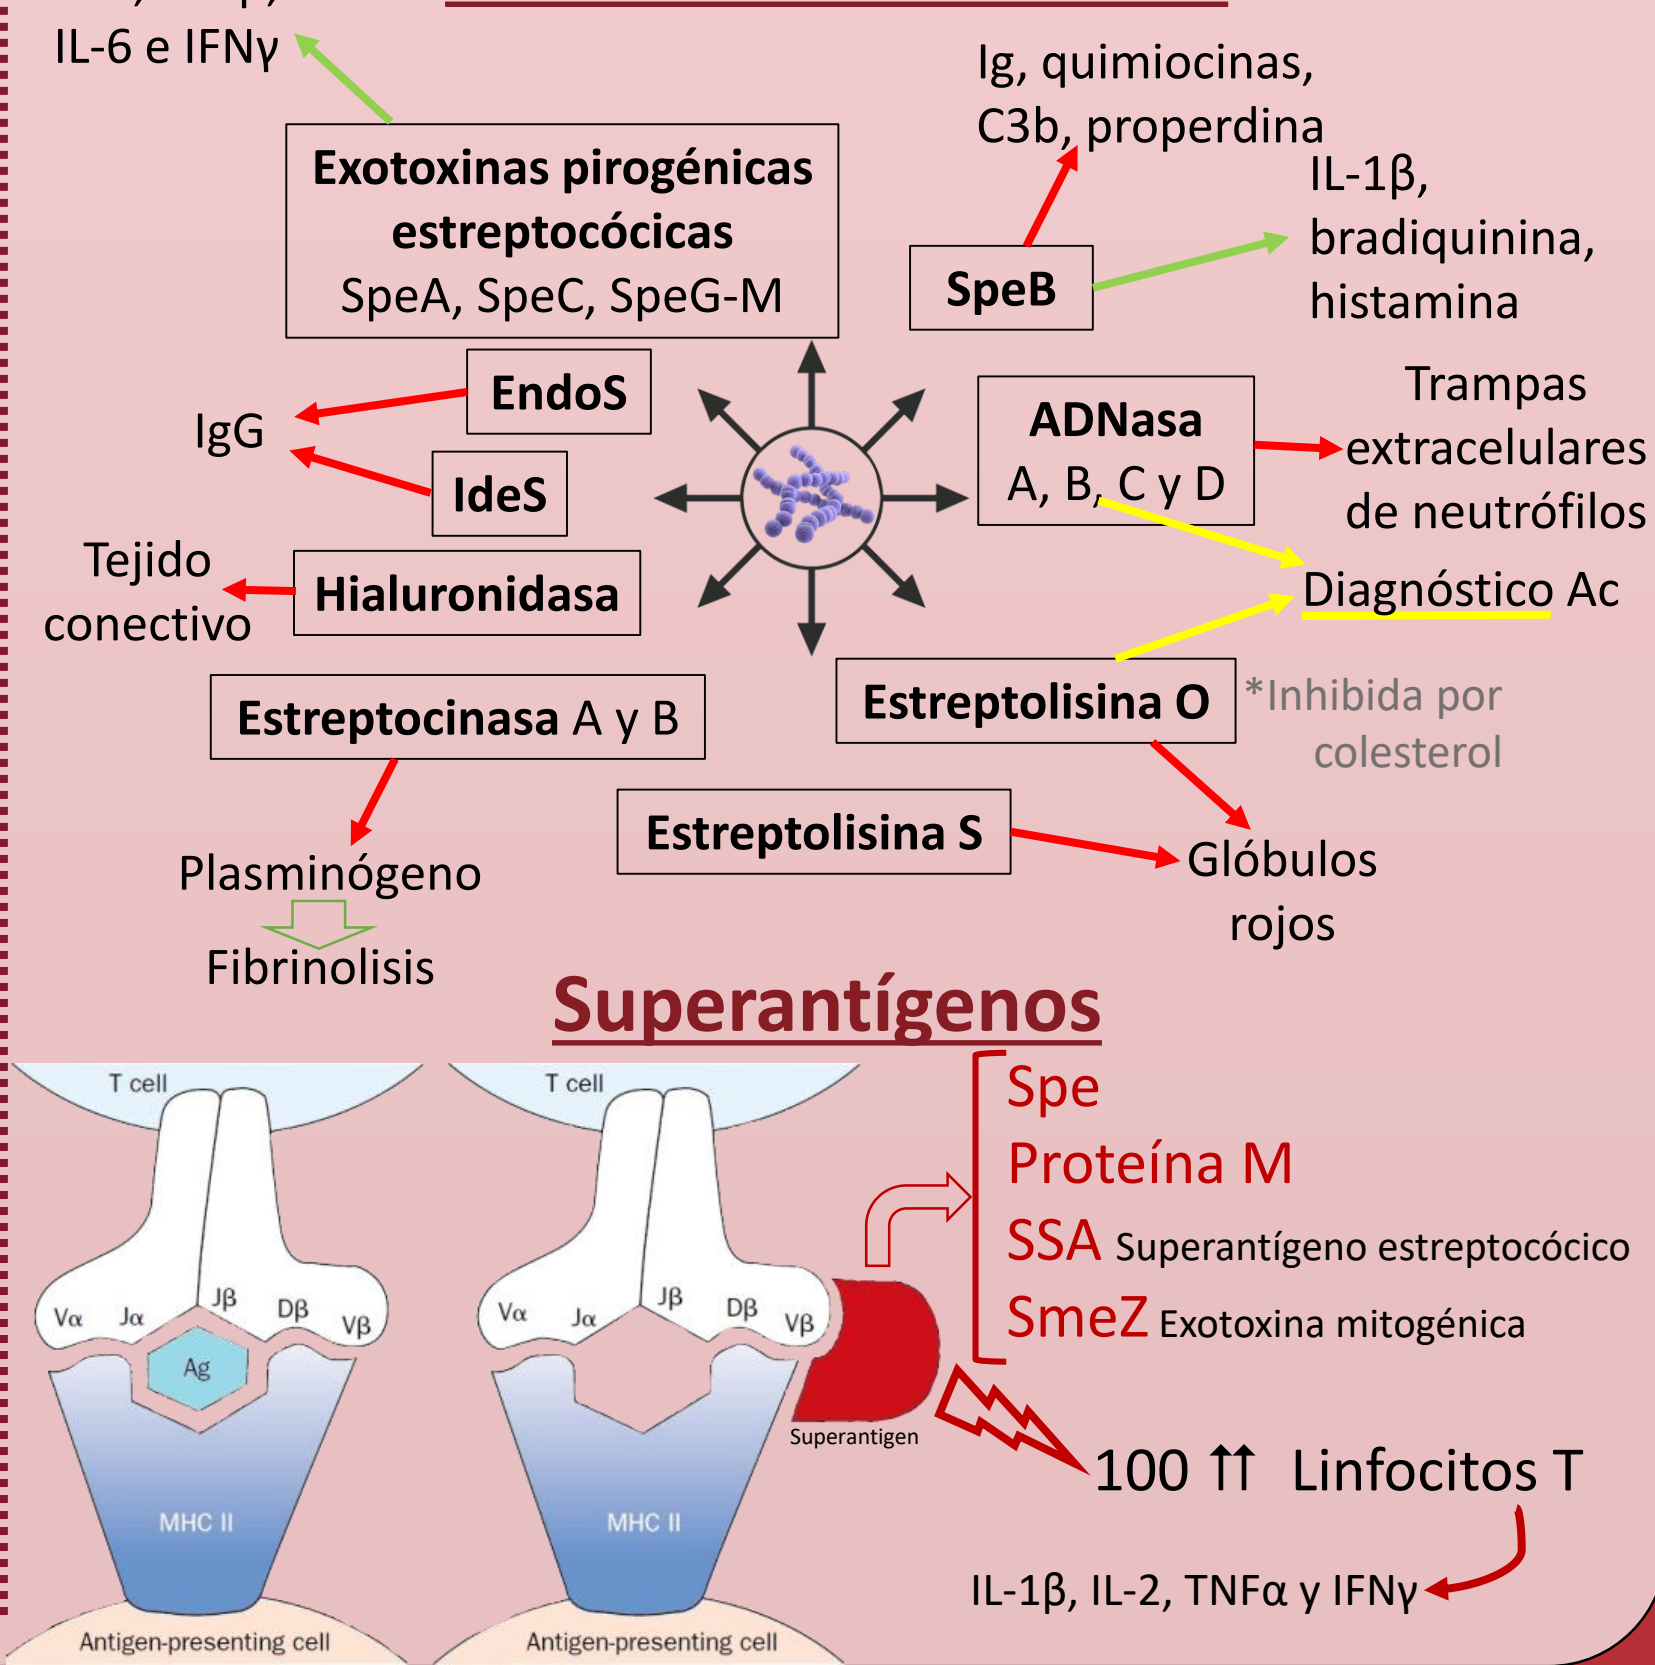 IL-6 e IFNγ
Ig, quimiocinas,
C3b, properdina
Exotoxinas pirogénicas
estreptocócicas
SpeA, SpeC, SpeG-M
SpeB
IL-1β,
bradiquinina,
histamina
EndoS
IgG
IdeS
ADNasa
A, B, C y D
Trampas
extracelulares
de neutrófilos
Tejido
conectivo
Hialuronidasa
Diagnóstico Ac
Estreptocinasa A y B
Estreptolisina O
*Inhibida por
colesterol
Estreptolisina S
Glóbulos
rojos
Plasminógeno
Fibrinolisis
Superantígenos
T cell
Vα Jα Jβ Dβ Vβ
Ag
MHC II
Antigen-presenting cell
T cell
Vα Jα Jβ Dβ Vβ
MHC II
Antigen-presenting cell
Superantigen
Spe
Proteína M
SSA Superantígeno estreptocócico
SmeZ Exotoxina mitogénica
100 ⇈ Linfocitos T
IL-1β, IL-2, TNFα y IFNγ